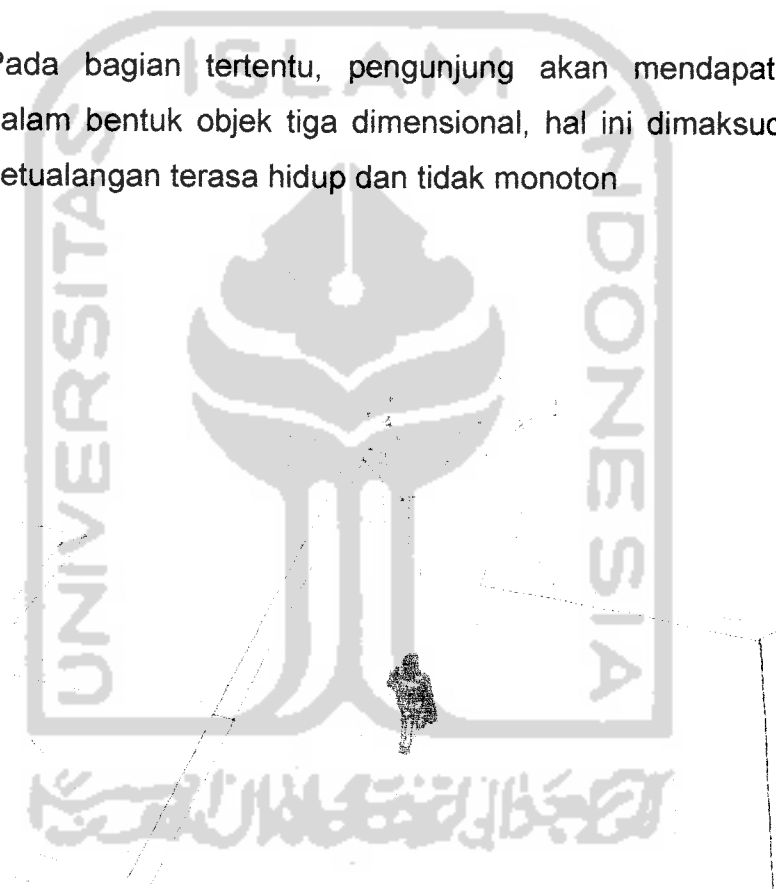 ISLAM
Pada bagian tertentu, pengunjung akan mendapat
alam bentuk objek tiga dimensional, hal ini dimaksud
etualangan terasa hidup dan tidak monoton
UNIVERSITAS
INDONESIA